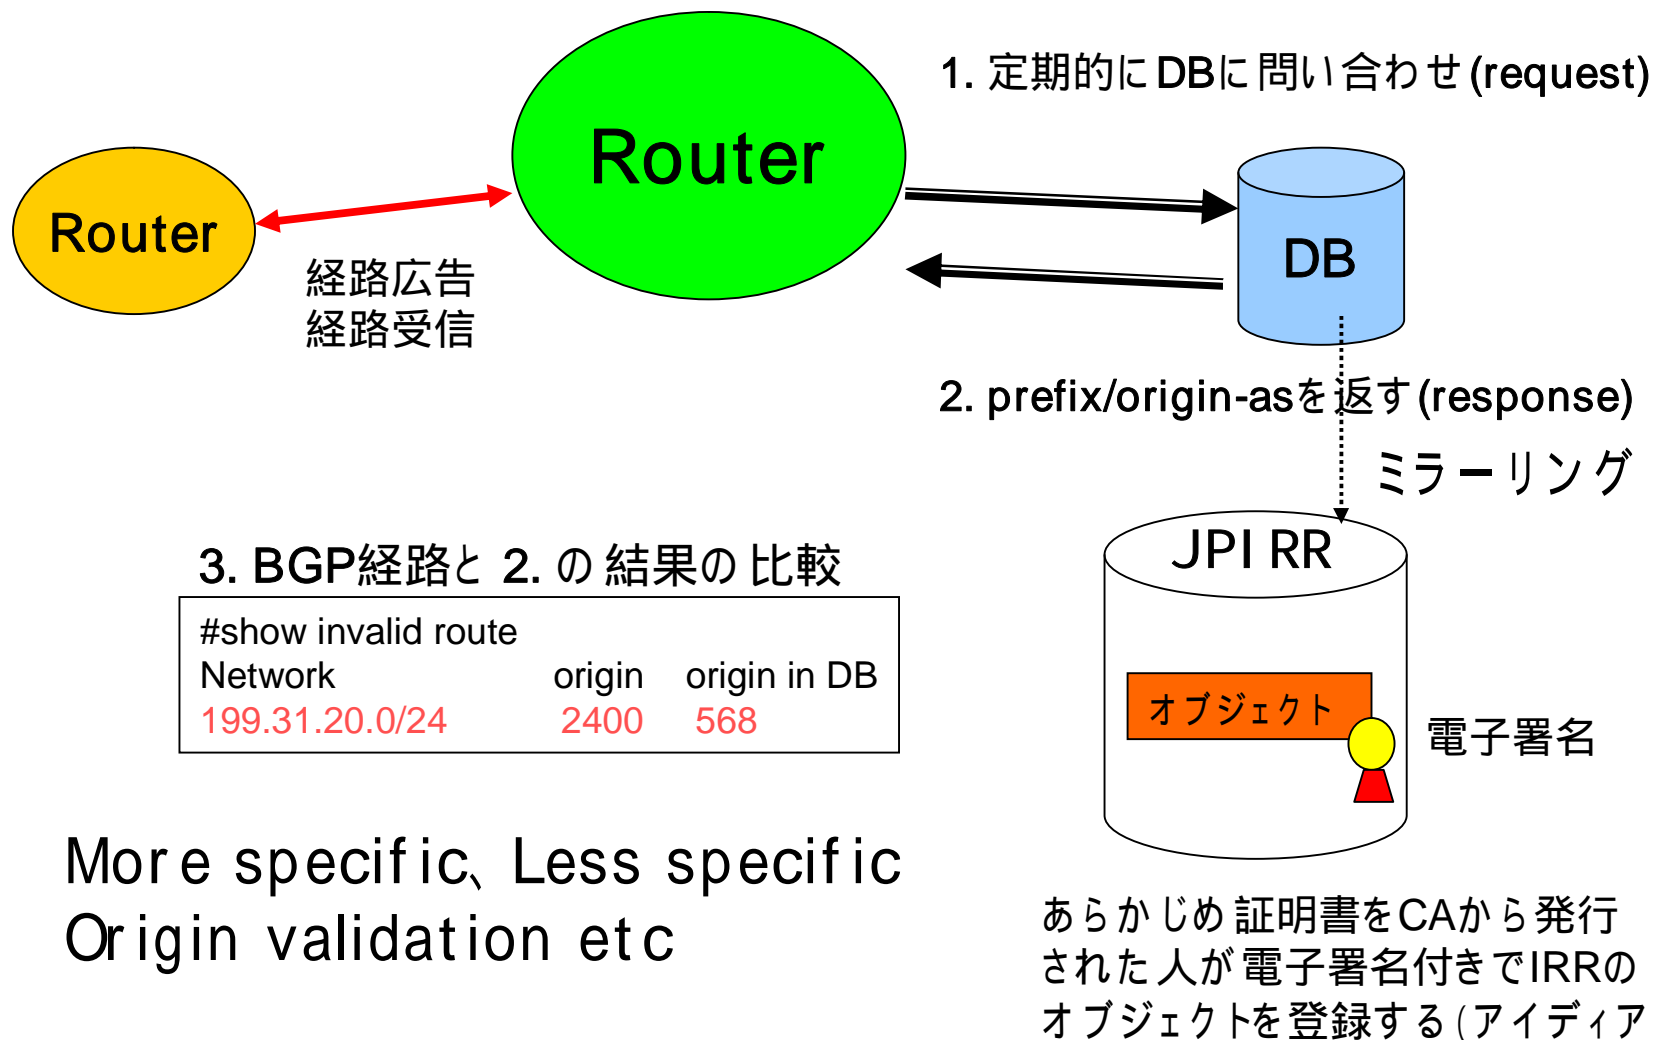 1. 定期的にDBに問い合わせ(request)
Router
Router
DB
経路広告
経路受信
2. prefix/origin-asを返す(response)
ミラーリング
JPIRR
3. BGP経路と 2. の結果の比較
#show invalid route
Network origin origin in DB
199.31.20.0/24 2400 568
オブジェクト
電子署名
More specific、Less specific
Origin validation etc
あらかじめ証明書をCAから発行
された人が電子署名付きでIRRの
オブジェクトを登録する(アイディア